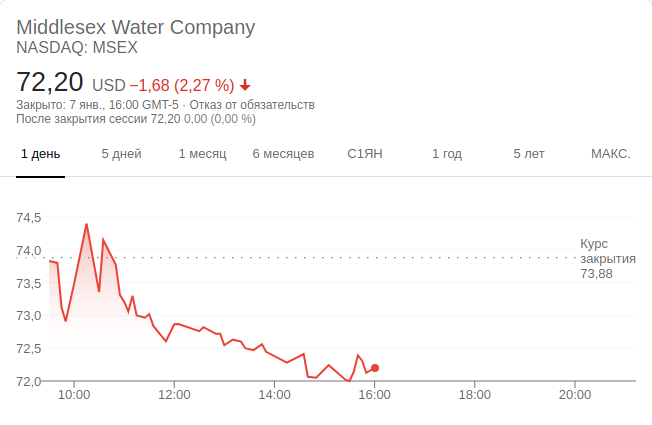 Middlesex Water Company
NASDAQ: MSEX
72,20 USD −1,68 (2,27 %)
Закрыто: 7 янв., 16:00 GMT-5 · Отказ от обязательств
После закрытия сессии 72,20 0,00 (0,00 %)
1 день 5 дней 1 месяц 6 месяцев С1ЯН 1 год 5 лет МАКС.
74,5
74,0
73,5
73,0
72,5
72,0
Курс
закрытия
73,88
10:00 12:00 14:00 16:00 18:00 20:00